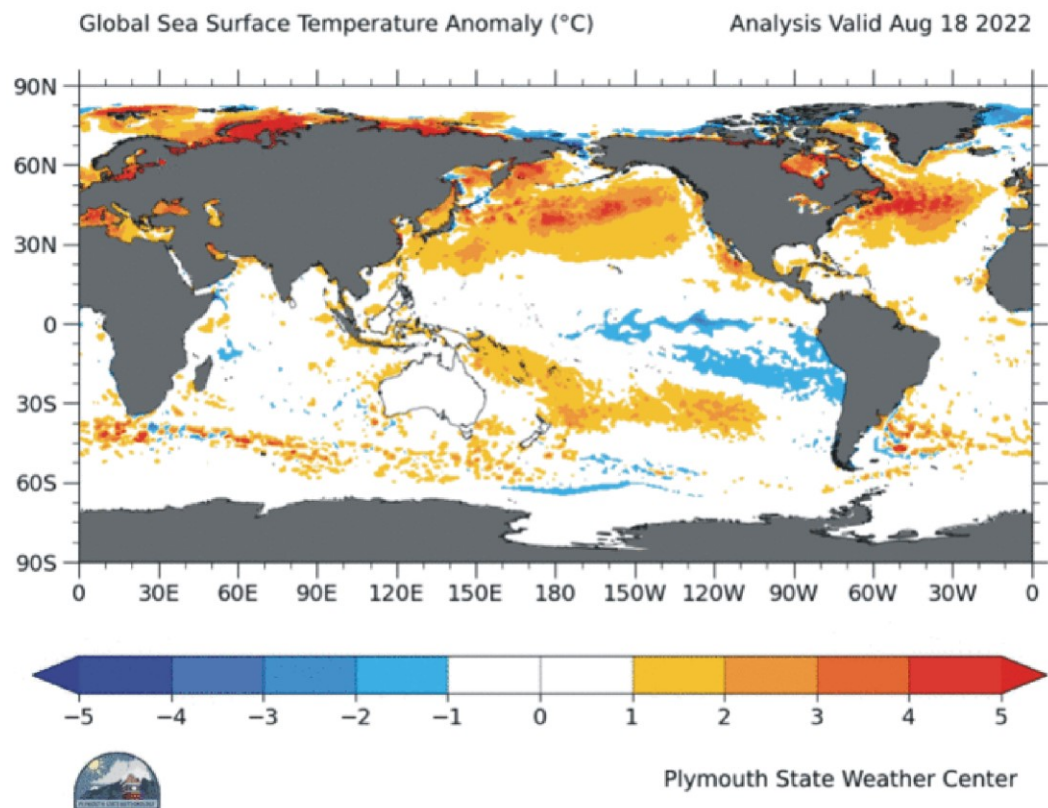 Global Sea Surface Temperature Anomaly (°C) Analysis Valid Aug 18 2022
90N
60N
30N
0
30S
60S
90S
0 30E 60E 90E 120E 150E 180 150W 120W 90W 60W 30W 0
−5 −4 −3 −2 −1 0 1 2 3 4 5
Plymouth State Weather Center